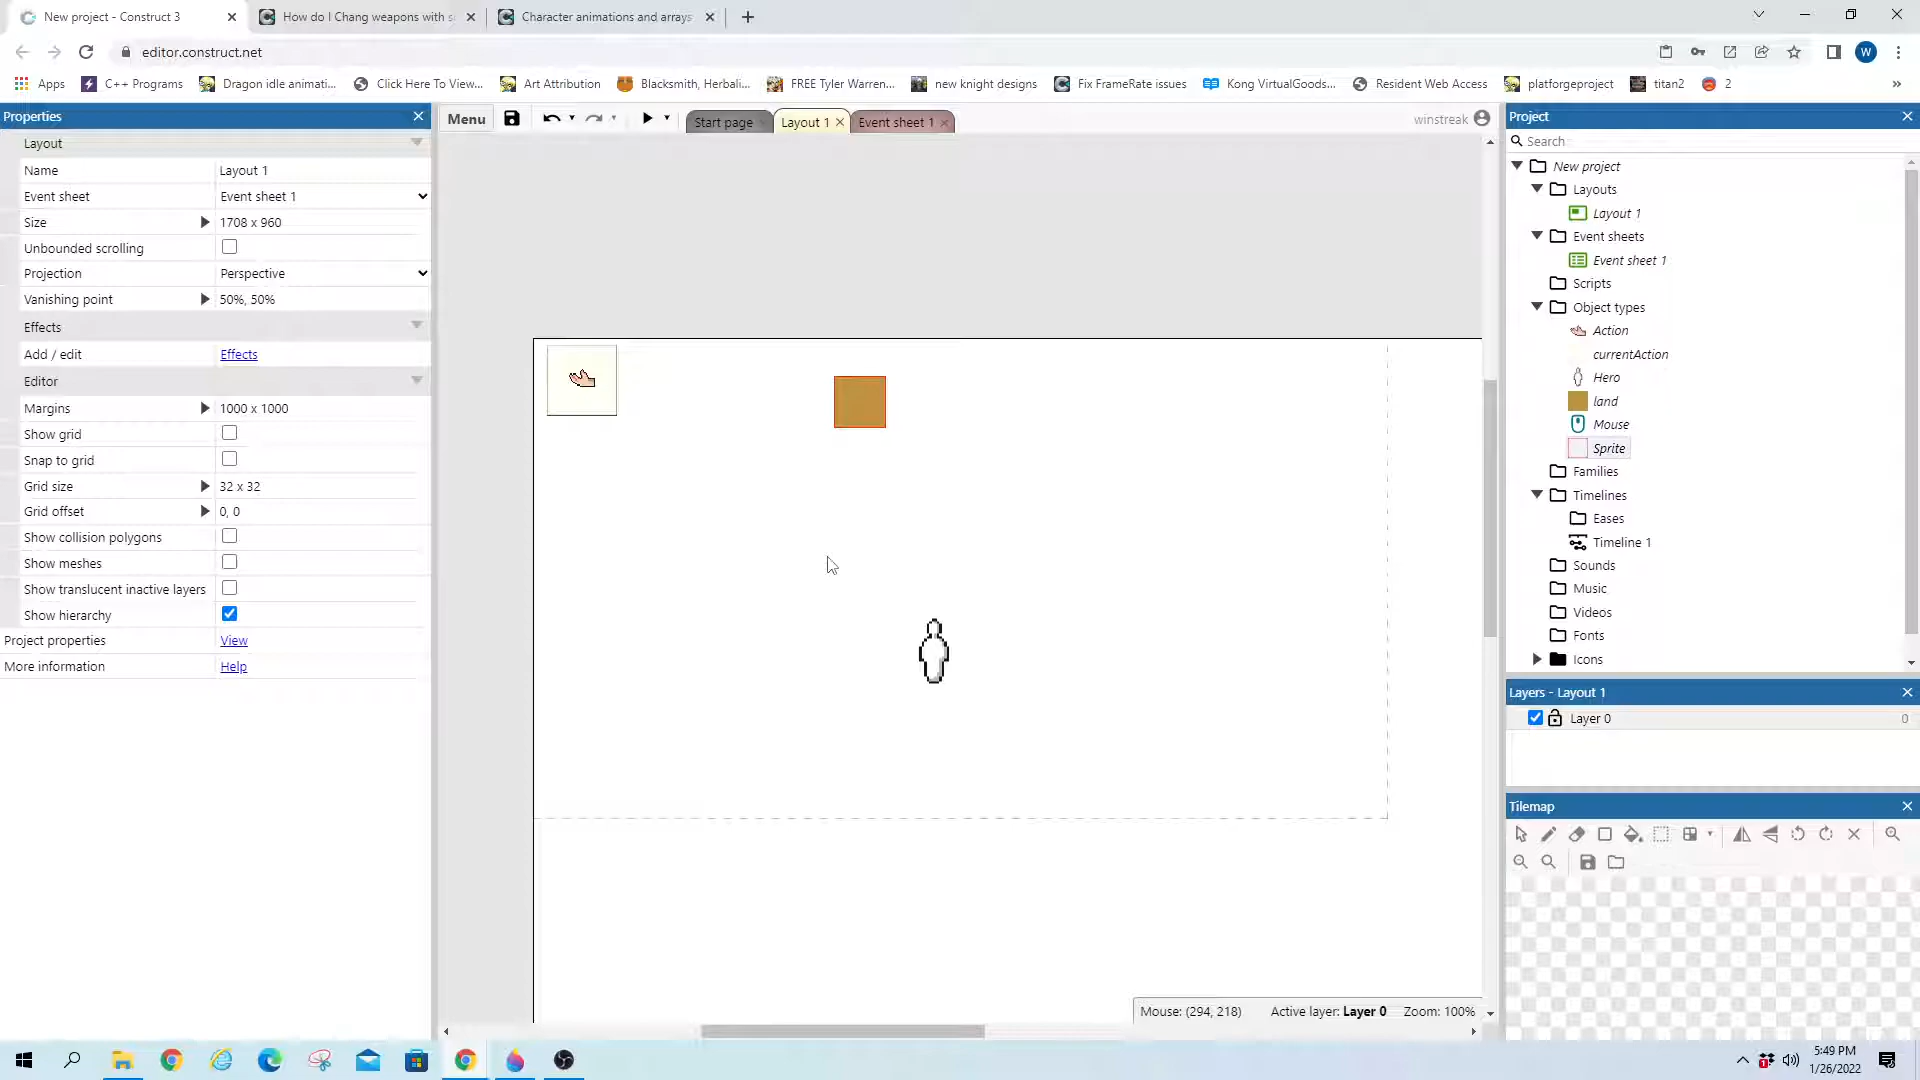 New project - Construct 3
How do I Chang weapons with s
Character animations and arrays
editor.construct.net
W
Apps
C++ Programs
Dragon idle animati...
Click Here To View...
Art Attribution
Blacksmith, Herbali...
FREE Tyler Warren...
new knight designs
Fix FrameRate issues
Kong VirtualGoods...
Resident Web Access
platforgeproject
titan2
2
»
Properties
Menu
Start page
Layout 1
Event sheet 1
winstreak
Project
Layout
Name
Layout 1
Event sheet
Event sheet 1
Size
1708 x 960
Unbounded scrolling
Projection
Perspective
Vanishing point
50%, 50%
Effects
Add / edit
Effects
Editor
Margins
1000 x 1000
Show grid
Snap to grid
Grid size
32 x 32
Grid offset
0, 0
Show collision polygons
Show meshes
Show translucent inactive layers
Show hierarchy
Project properties
View
More information
Help
Search
New project
Layouts
Layout 1
Event sheets
Event sheet 1
Scripts
Object types
Action
currentAction
Hero
land
Mouse
Sprite
Families
Timelines
Eases
Timeline 1
Sounds
Music
Videos
Fonts
Icons
Layers - Layout 1
Layer 0
0
Tilemap
Mouse: (294, 218)
Active layer: Layer 0
Zoom: 100%
5:49 PM
1/26/2022